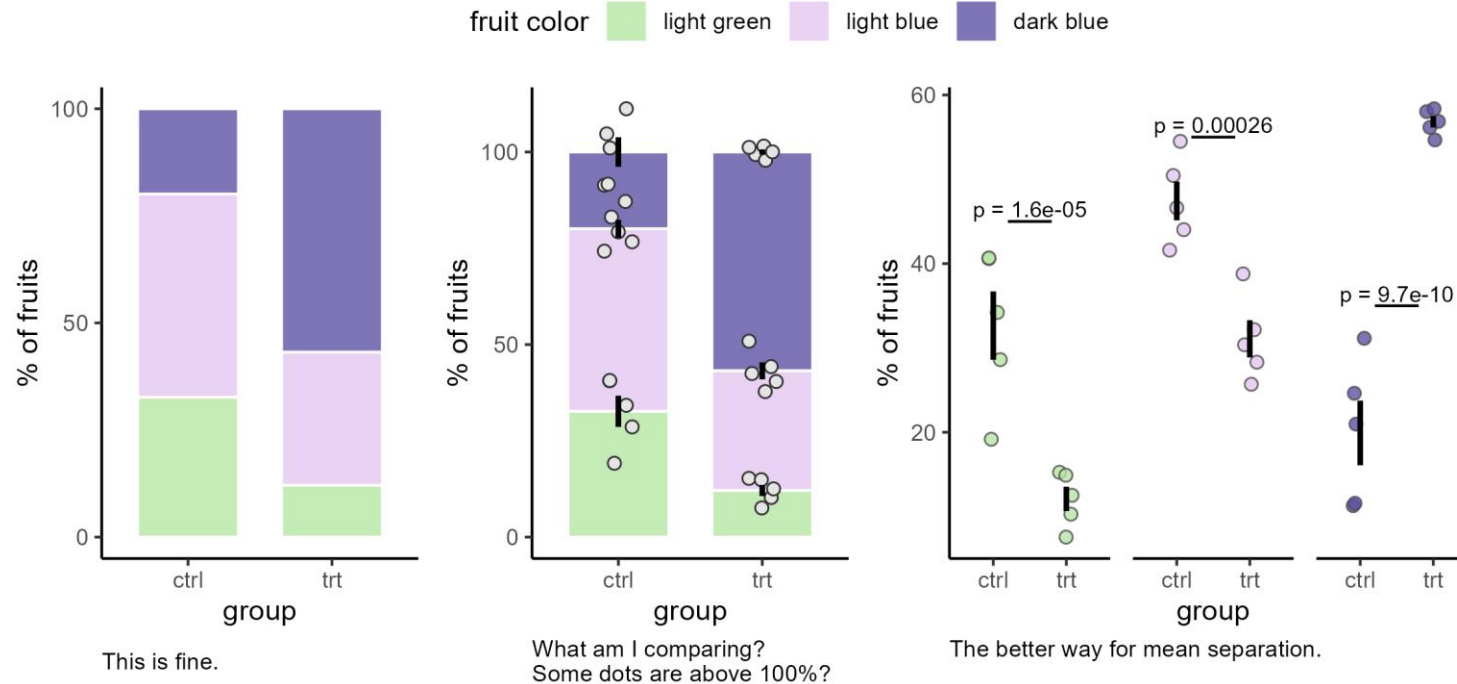 fruit color light green light blue dark blue
% of fruits
100
50
0
ctrl trt
group
This is fine.
% of fruits
100
50
0
ctrl trt
group
What am I comparing?
Some dots are above 100%?
% of fruits
60
40
20
p = 1.6e-05
p = 0.00026
p = 9.7e-10
ctrl trt ctrl trt ctrl trt
group
The better way for mean separation.